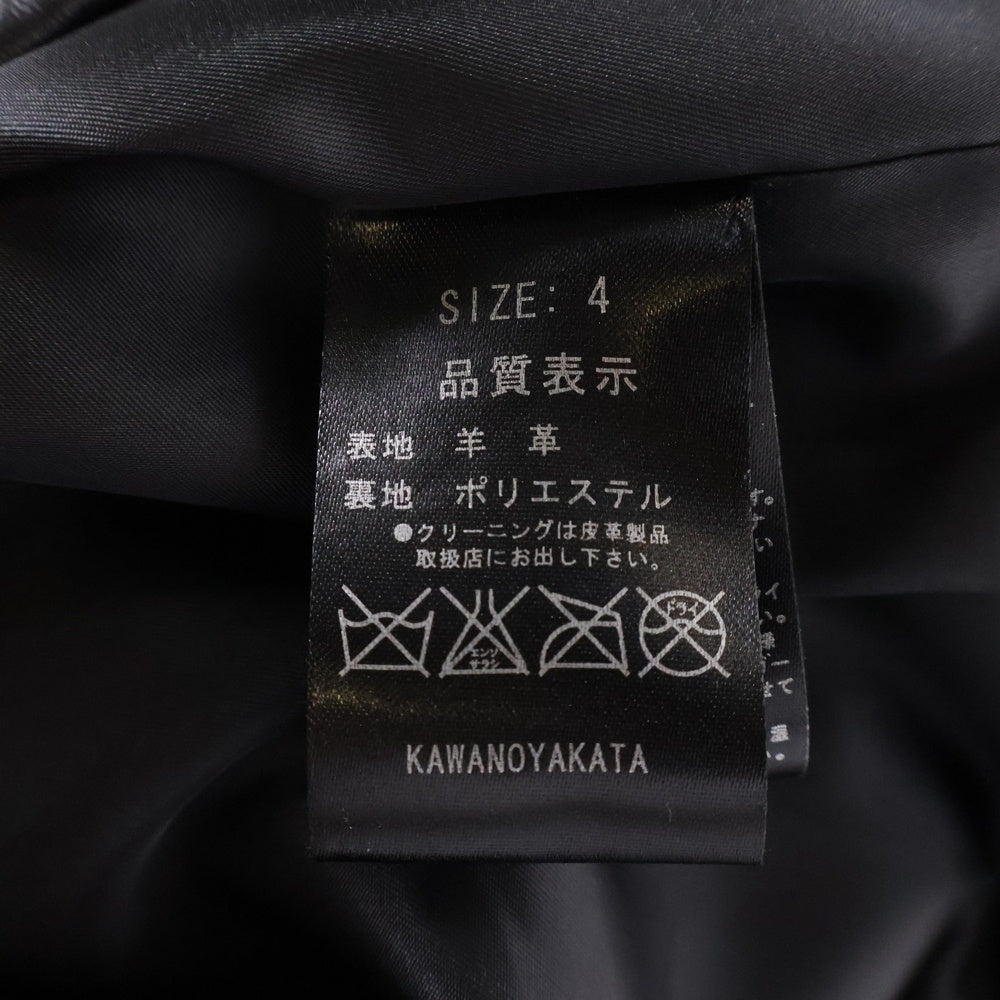 SIZE: 4
品質表示
表地 羊 革
裏地 ポリエステル
●クリーニングは皮革製品
取扱店にお出し下さい。
エンソ
サラシ
ドライ
KAWANOYAKATA